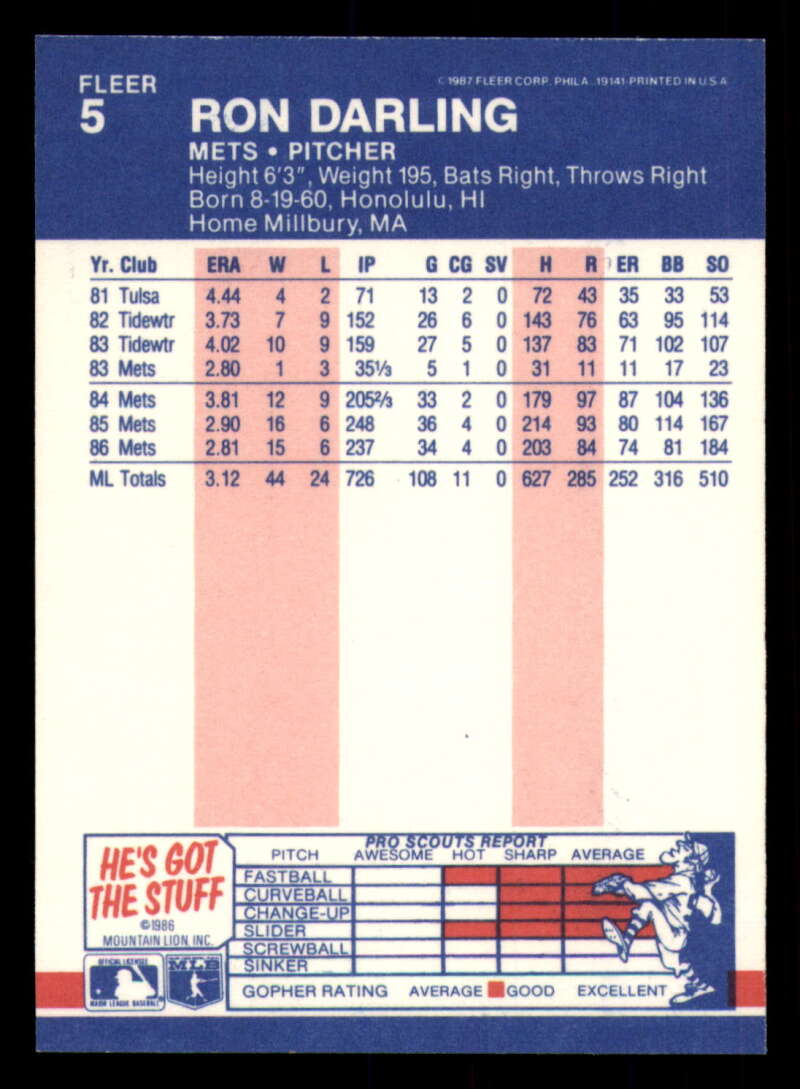 FLEER
5
© 1987 FLEER CORP. PHILA. 19141-PRINTED IN U.S.A.
RON DARLING
METS • PITCHER
Height 6'3", Weight 195, Bats Right, Throws Right
Born 8-19-60, Honolulu, HI
Home Millbury, MA
Yr. Club ERA W L IP G CG SV H R ER BB SO
81 Tulsa 4.44 4 2 71 13 2 0 72 43 35 33 53
82 Tidewtr 3.73 7 9 152 26 6 0 143 76 63 95 114
83 Tidewtr 4.02 10 9 159 27 5 0 137 83 71 102 107
83 Mets 2.80 1 3 35⅓ 5 1 0 31 11 11 17 23
84 Mets 3.81 12 9 205⅔ 33 2 0 179 97 87 104 136
85 Mets 2.90 16 6 248 36 4 0 214 93 80 114 167
86 Mets 2.81 15 6 237 34 4 0 203 84 74 81 184
ML Totals 3.12 44 24 726 108 11 0 627 285 252 316 510
HE'S GOT
THE STUFF
©1986
MOUNTAIN LION, INC.
OFFICIAL LICENSEE
MAJOR LEAGUE BASEBALL
MLB
PRO SCOUTS REPORT
PITCH AWESOME HOT SHARP AVERAGE
FASTBALL
CURVEBALL
CHANGE-UP
SLIDER
SCREWBALL
SINKER
GOPHER RATING AVERAGE GOOD EXCELLENT